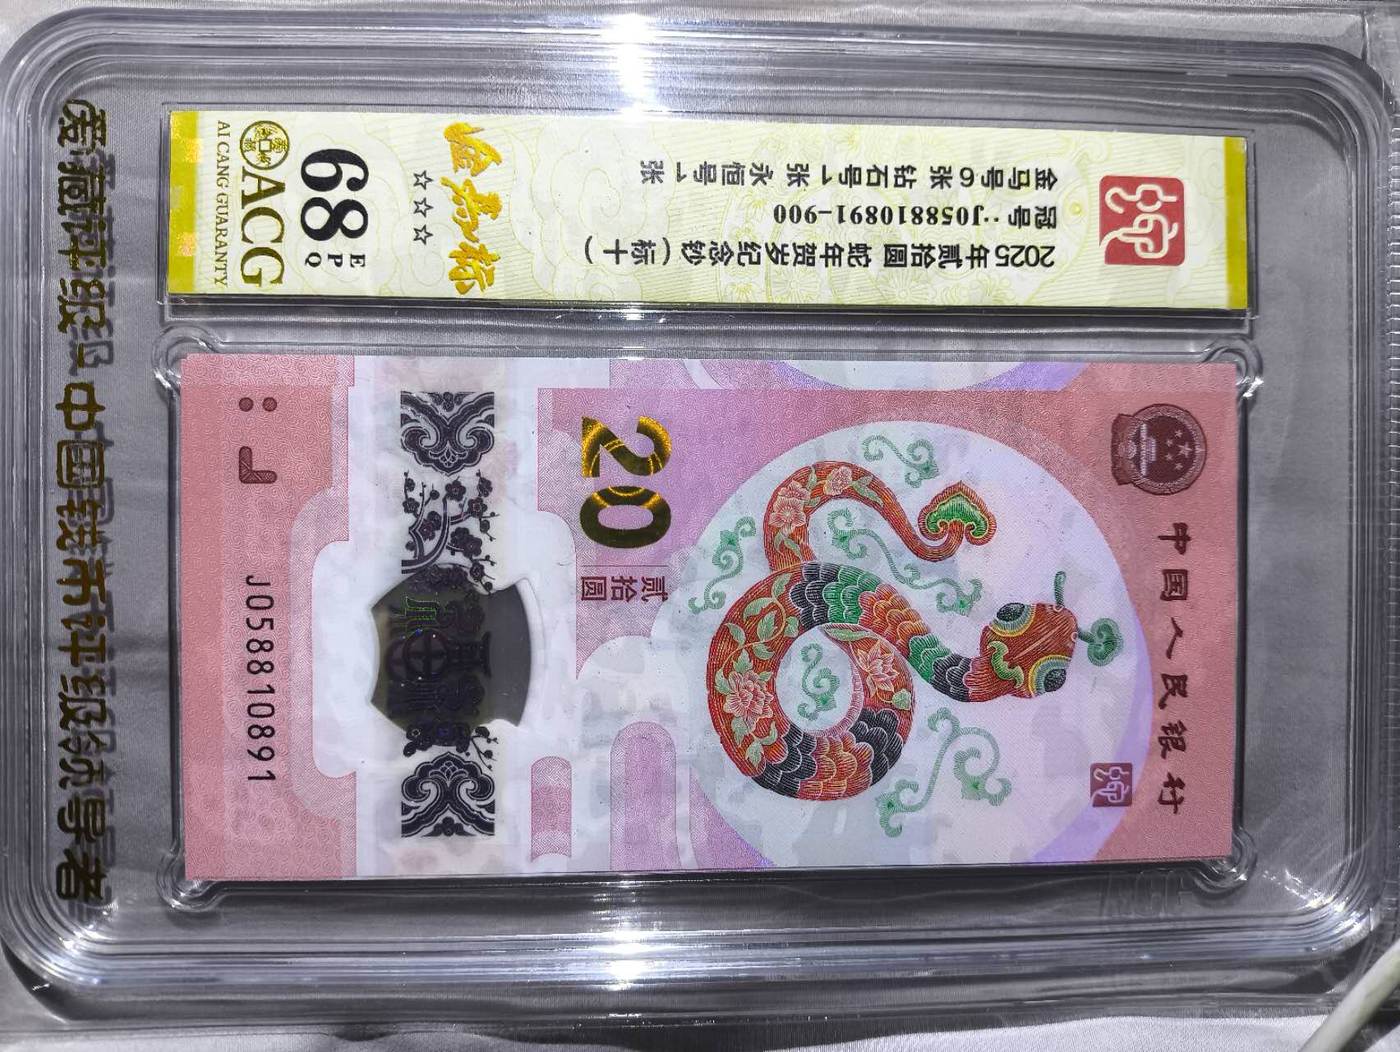 爱藏评级 中国钱币评级领导者
2025年贰拾圆 蛇年贺岁纪念钞（标十）
冠号：J058810891-900
金马号6张 钻石号1张 永恒号1张
金马标
☆☆☆
68
EPQ
ACG
AI CANG GUARANTY
中国人民银行
20
贰拾圆
J058810891